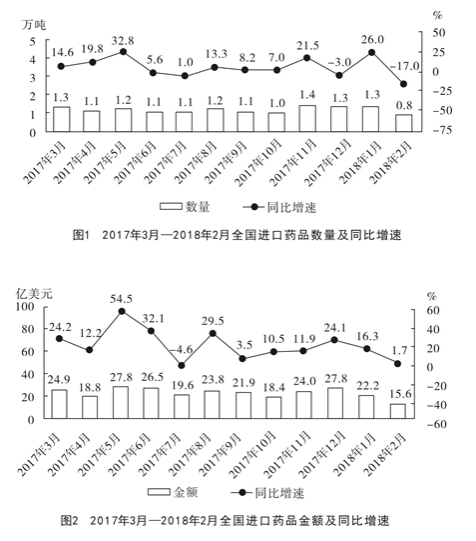 万吨 %
5 50
4 25
3 0
2 -25
1 -50
0 -75
14.6 19.8 32.8 5.6 1.0 13.3 8.2 7.0 21.5 -3.0 26.0 -17.0
1.3 1.1 1.2 1.1 1.1 1.2 1.1 1.0 1.4 1.3 1.3 0.8
2017年3月 2017年4月 2017年5月 2017年6月 2017年7月 2017年8月 2017年9月 2017年10月 2017年11月 2017年12月 2018年1月 2018年2月
数量 同比增速
图1 2017年3月—2018年2月全国进口药品数量及同比增速
亿美元 %
100 60
80 40
60 20
40 0
20 -20
0 -40
-60
24.2 12.2 54.5 32.1 -4.6 29.5 3.5 10.5 11.9 24.1 16.3 1.7
24.9 18.8 27.8 26.5 19.6 23.8 21.9 18.4 24.0 27.8 22.2 15.6
2017年3月 2017年4月 2017年5月 2017年6月 2017年7月 2017年8月 2017年9月 2017年10月 2017年11月 2017年12月 2018年1月 2018年2月
金额 同比增速
图2 2017年3月—2018年2月全国进口药品金额及同比增速